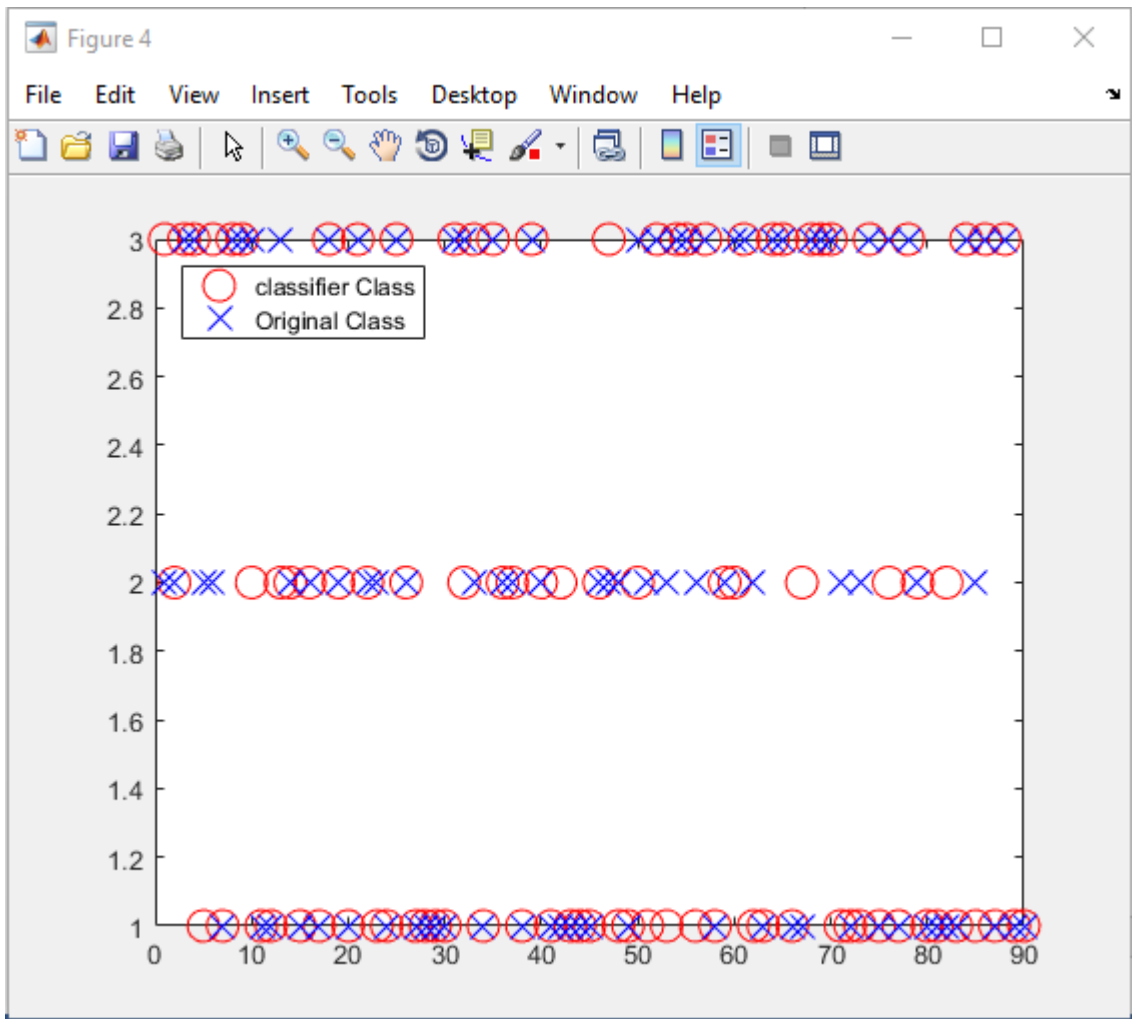 Figure 4
File Edit View Insert Tools Desktop Window Help
3
classifier Class
Original Class
2.8
2.6
2.4
2.2
2
1.8
1.6
1.4
1.2
1
0 10 20 30 40 50 60 70 80 90